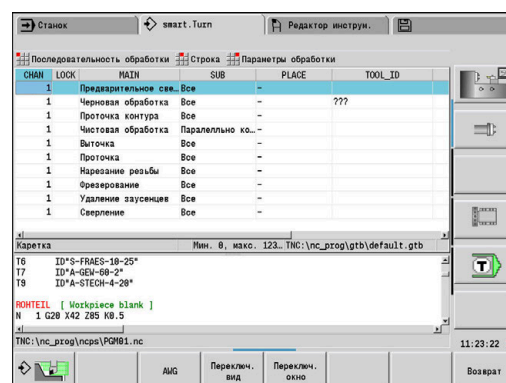 Станок smart.Turn Редактор инструм.
Последовательность обработки Строка Параметры обработки
CHAN LOCK MAIN SUB PLACE TOOL_ID
1 Предварительное све… Все –
1 Черновая обработка Все – ???
1 Проточка контура Все –
1 Чистовая обработка Паралелльно ко… –
1 Выточка Все –
1 Проточка Все –
1 Нарезание резьбы Все –
1 Фрезерование Все –
1 Удаление заусенцев Все –
1 Сверление Все –
Каретка Мин. 0, макс. 123… TNC:\nc_prog\gtb\default.gtb
T6 ID"S-FRAES-10-25"
T7 ID"A-GEW-60-2"
T9 ID"A-STECH-4-20"
ROHTEIL [ Workpiece blank ]
N 1 G20 X42 Z85 K0.5
TNC:\nc_prog\ncps\PGM01.nc
11:23:22
AWG Переключ. вид Переключ. окно Возврат
T